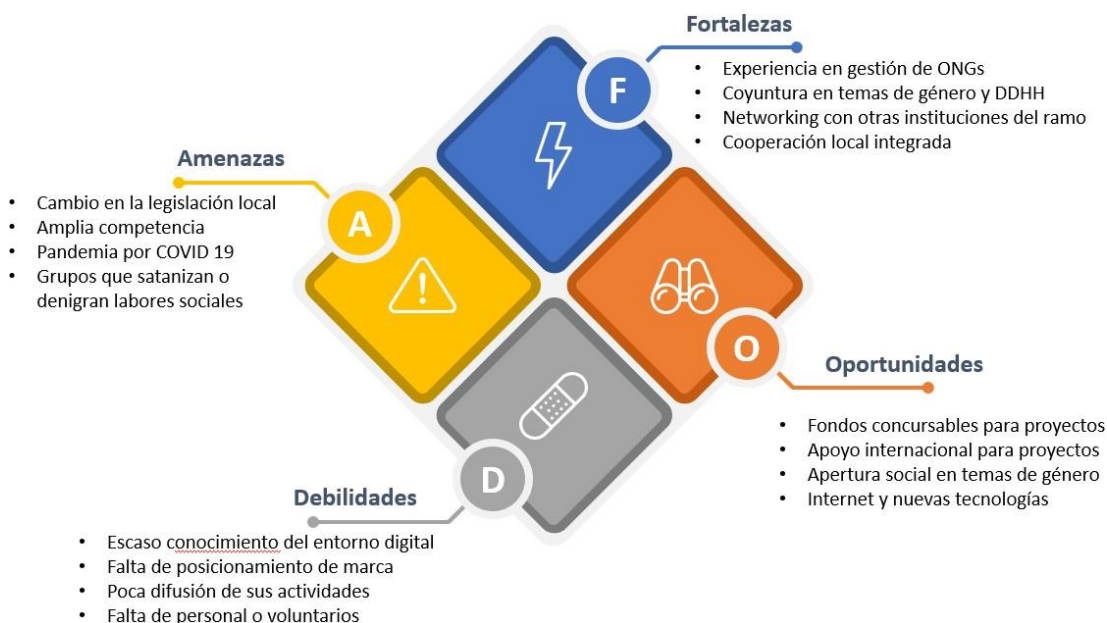 Fortalezas
F
• Experiencia en gestión de ONGs
• Coyuntura en temas de género y DDHH
• Networking con otras instituciones del ramo
• Cooperación local integrada
Amenazas
A
• Cambio en la legislación local
• Amplia competencia
• Pandemia por COVID 19
• Grupos que satanizan o
denigran labores sociales
O
Oportunidades
• Fondos concursables para proyectos
• Apoyo internacional para proyectos
• Apertura social en temas de género
• Internet y nuevas tecnologías
D
Debilidades
• Escaso conocimiento del entorno digital
• Falta de posicionamiento de marca
• Poca difusión de sus actividades
• Falta de personal o voluntarios